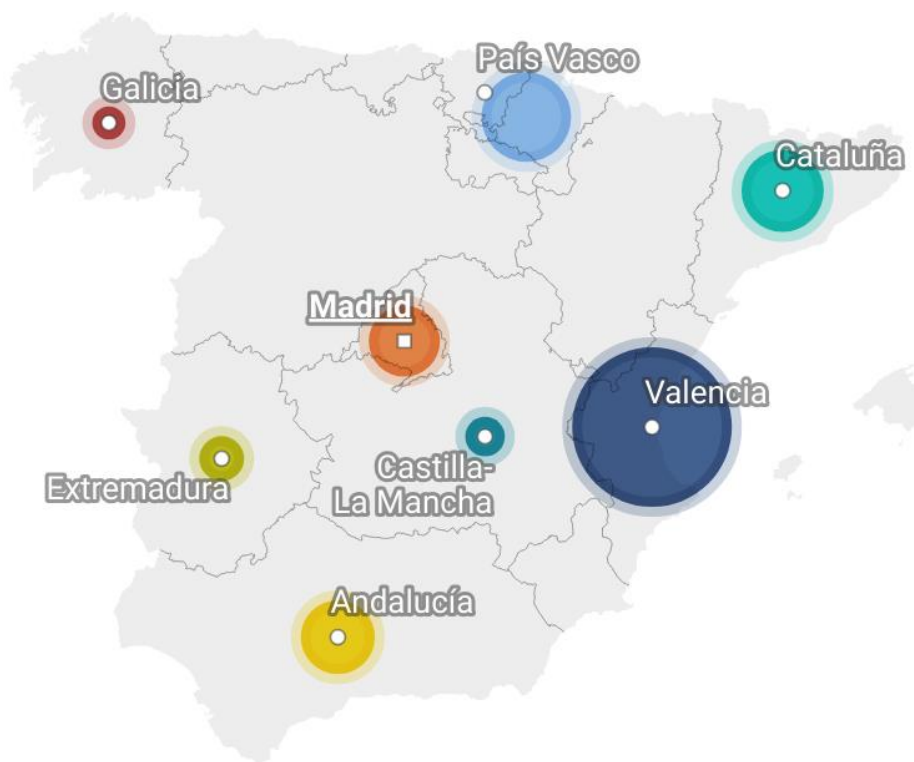 País Vasco
Galicia
Cataluña
Madrid
Valencia
Castilla-
La Mancha
Extremadura
Andalucía